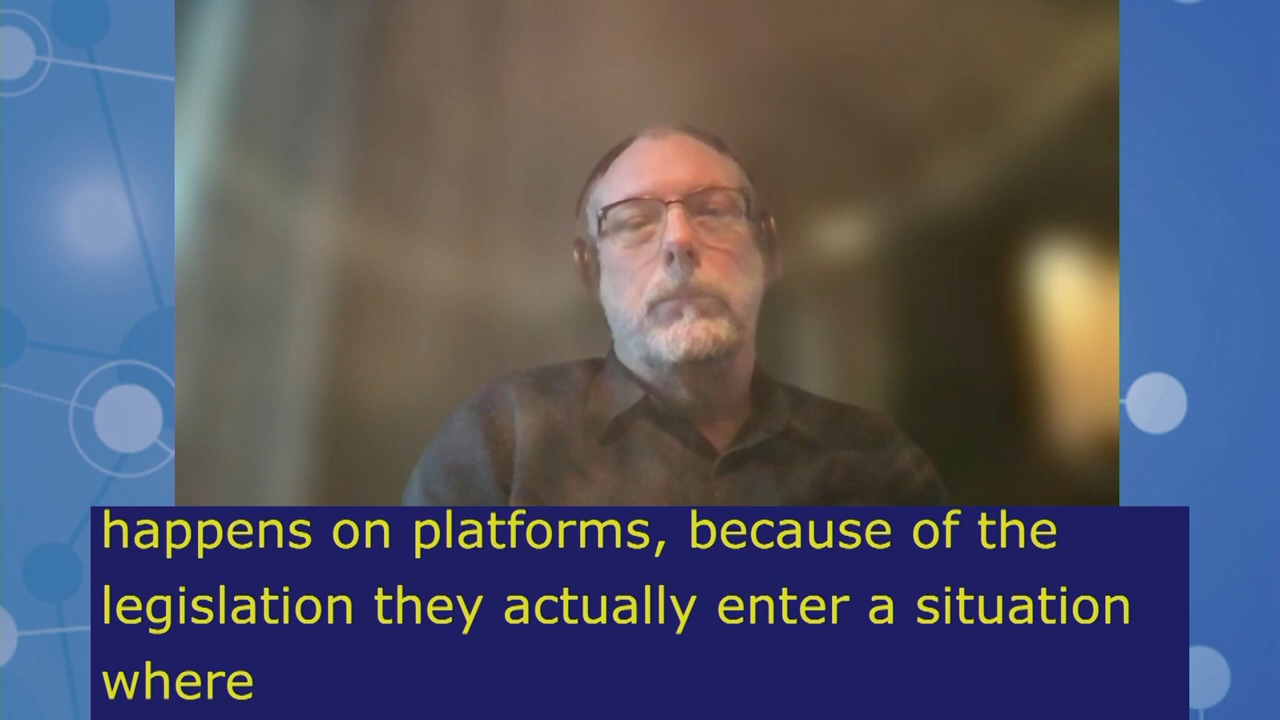 happens on platforms, because of the
legislation they actually enter a situation
where